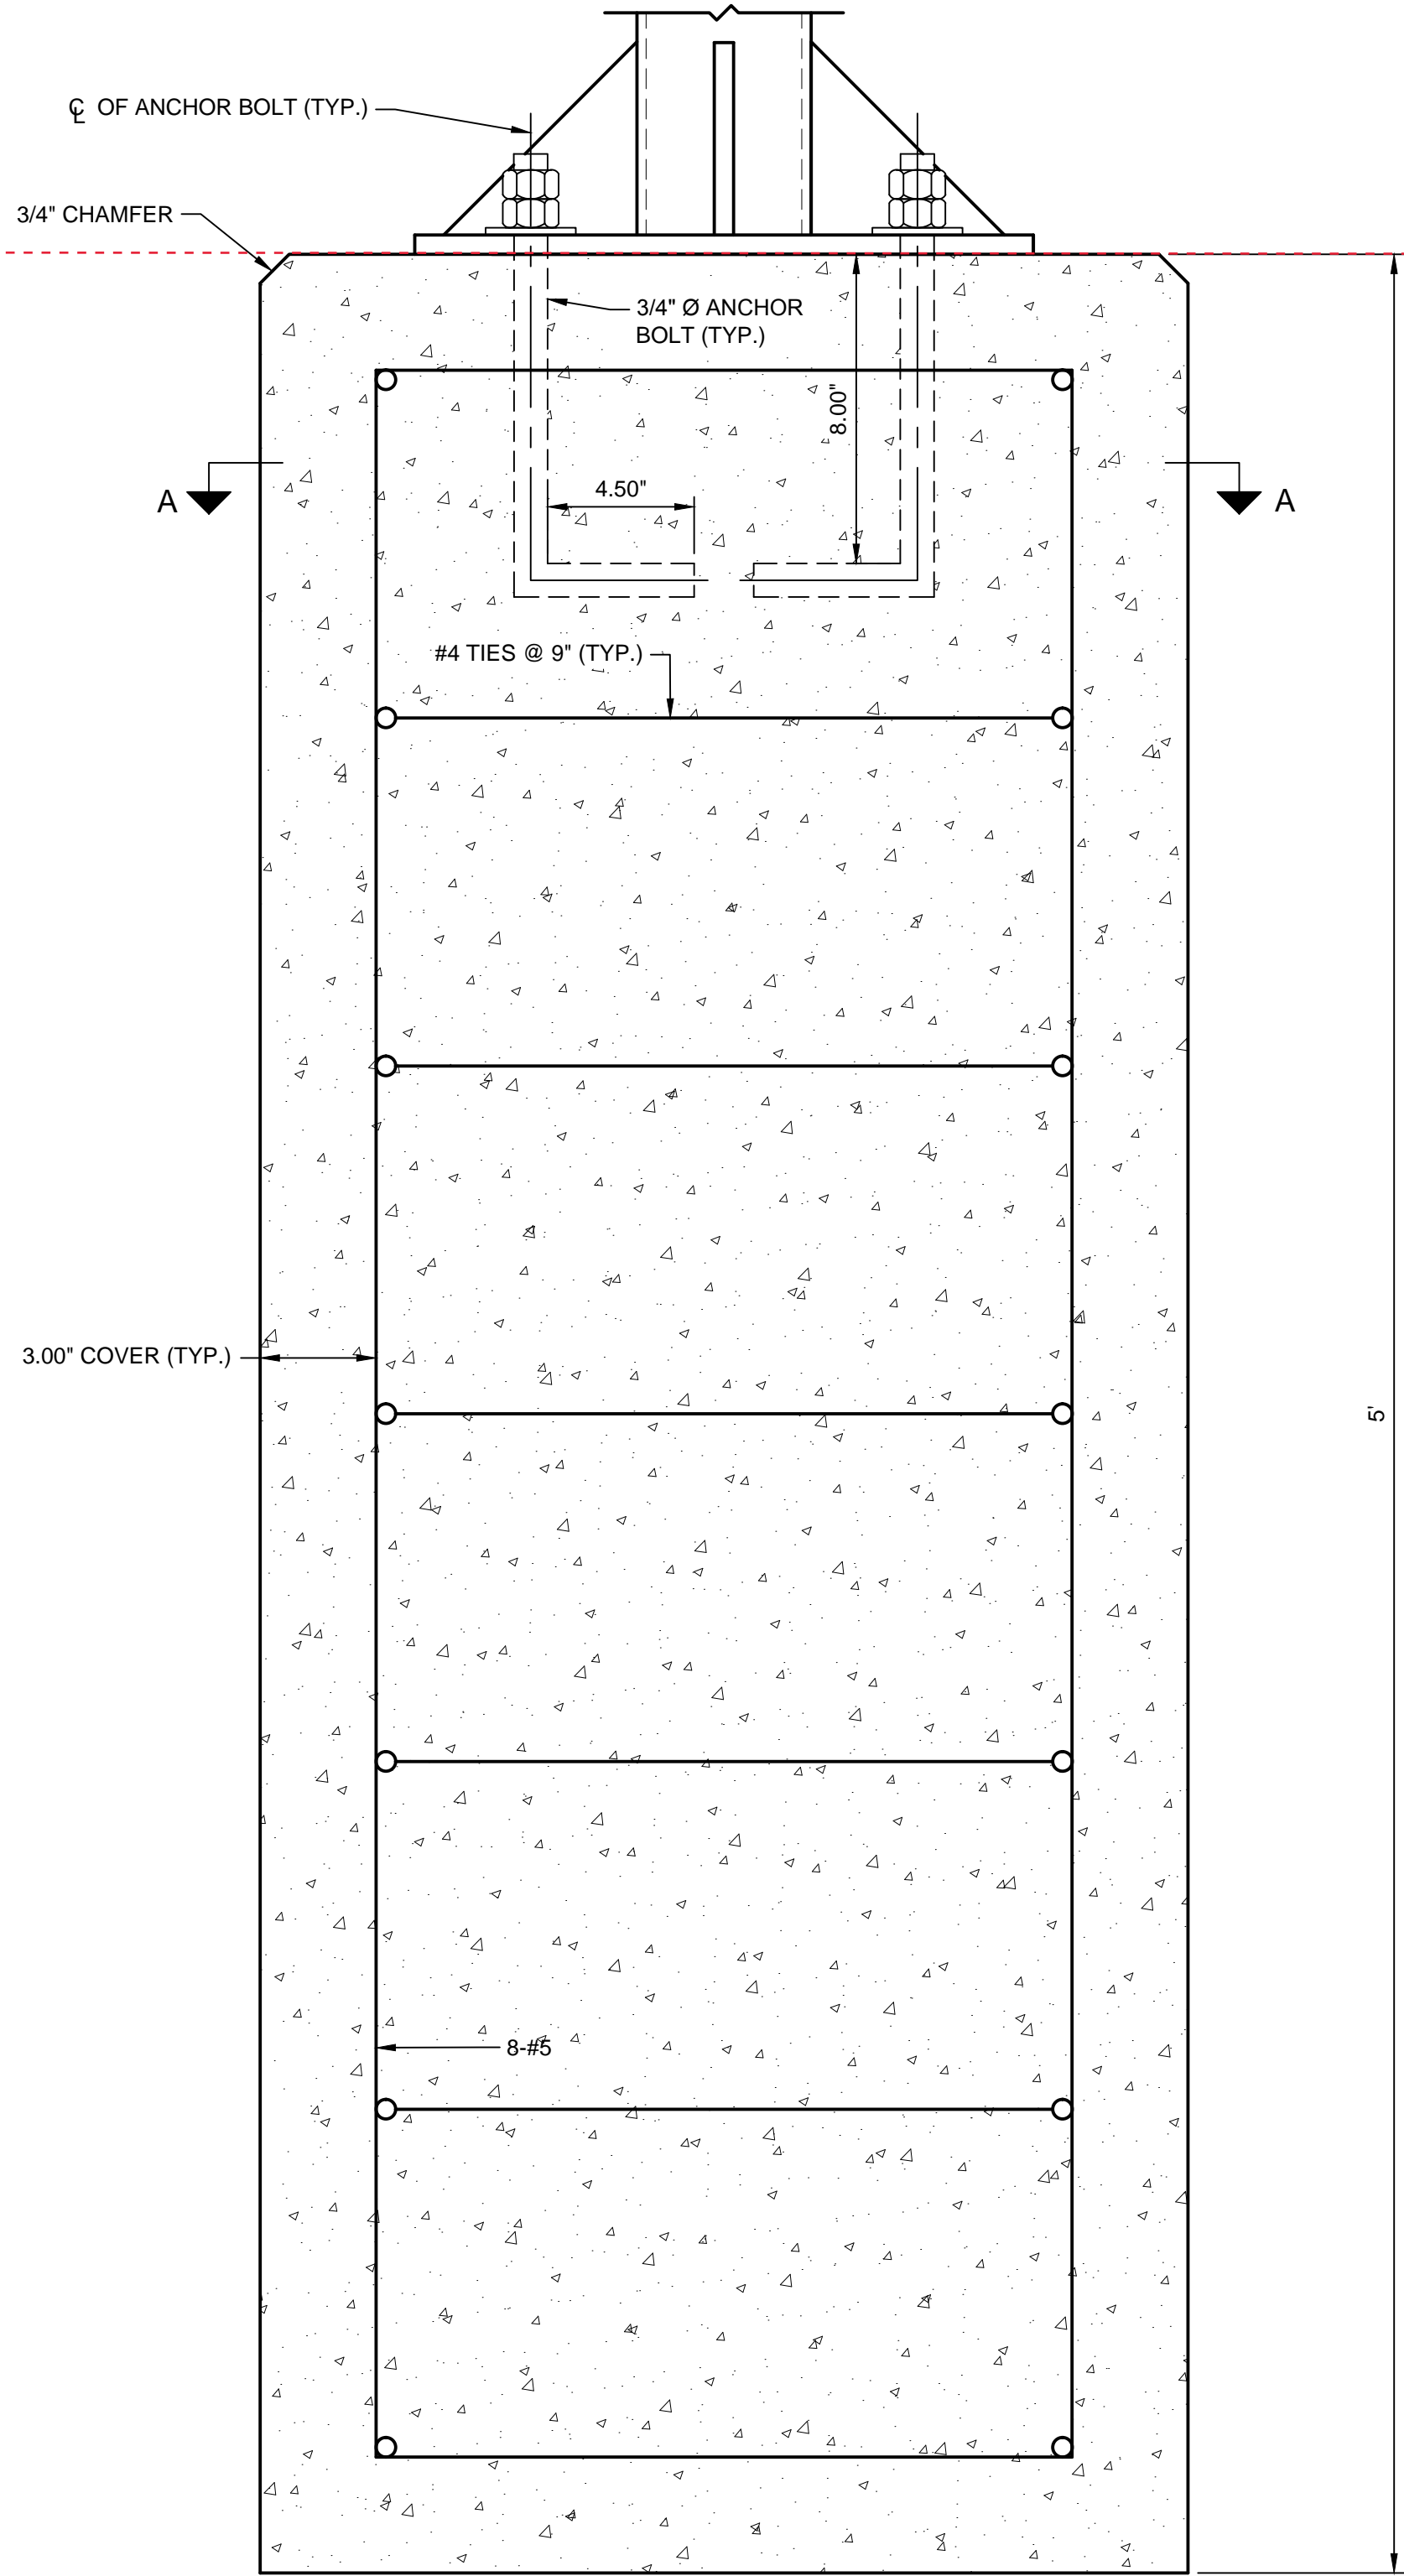 ℄ OF ANCHOR BOLT (TYP.)
3/4" CHAMFER
3/4" Ø ANCHOR
BOLT (TYP.)
8.00"
A
4.50"
A
#4 TIES @ 9" (TYP.)
3.00" COVER (TYP.)
5'
8-#5